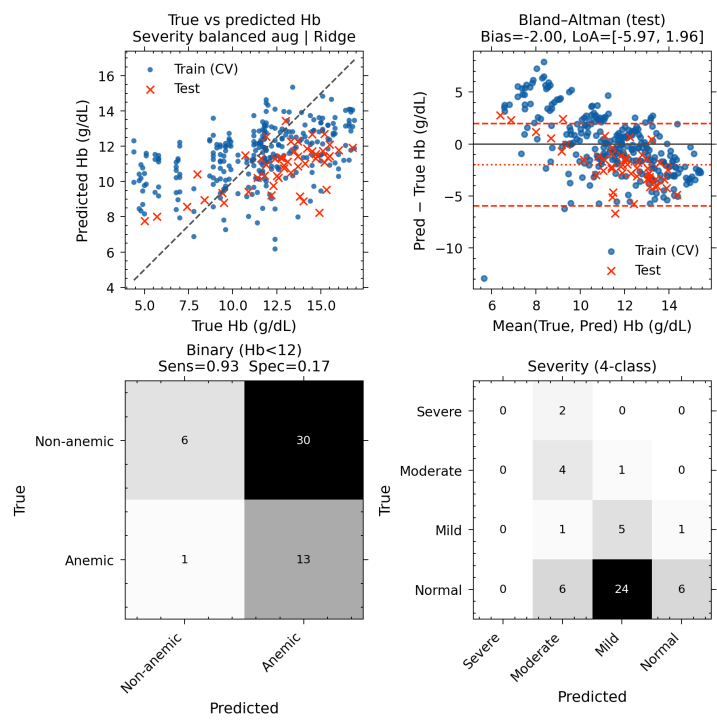 True vs predicted Hb
Severity balanced aug | Ridge
Train (CV)
Test
Predicted Hb (g/dL)
16
14
12
10
8
6
4
5.0 7.5 10.0 12.5 15.0
True Hb (g/dL)
Bland–Altman (test)
Bias=-2.00, LoA=[-5.97, 1.96]
Pred − True Hb (g/dL)
5
0
−5
−10
Train (CV)
Test
6 8 10 12 14
Mean(True, Pred) Hb (g/dL)
Binary (Hb<12)
Sens=0.93 Spec=0.17
True
Non-anemic 6 30
Anemic 1 13
Non-anemic Anemic
Predicted
Severity (4-class)
True
Severe 0 2 0 0
Moderate 0 4 1 0
Mild 0 1 5 1
Normal 0 6 24 6
Severe Moderate Mild Normal
Predicted